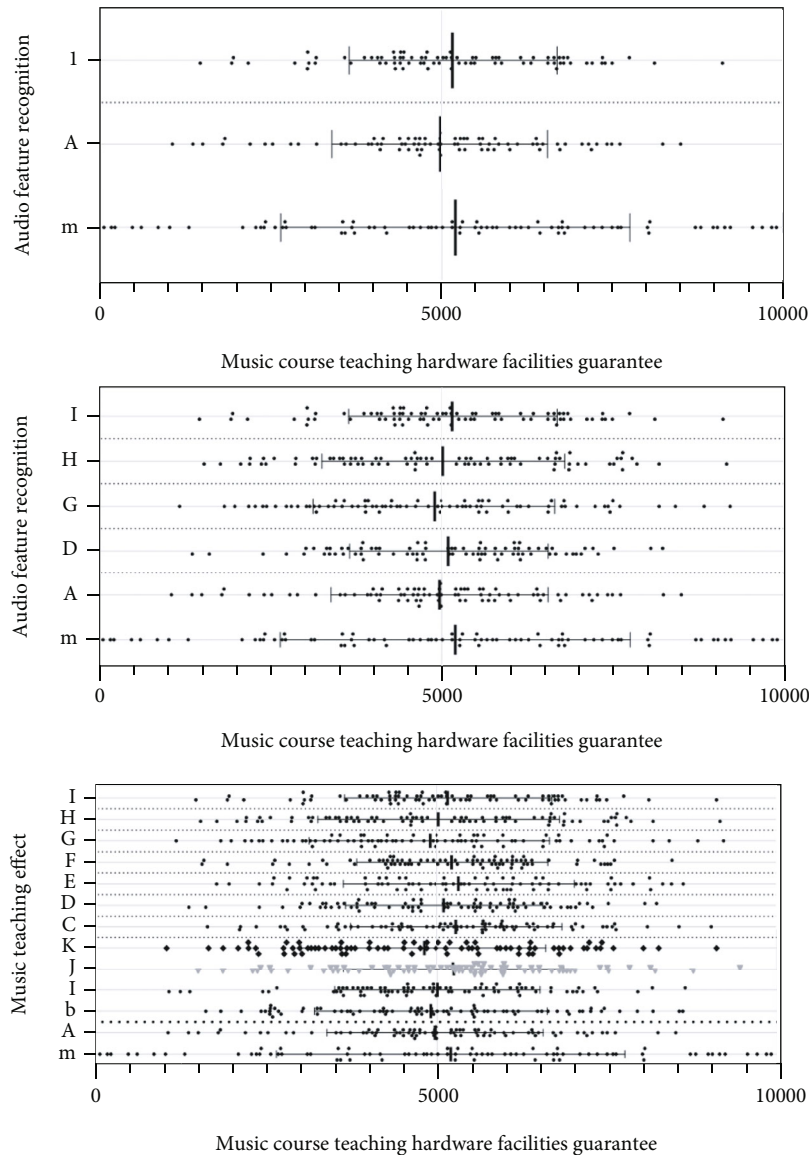 Audio feature recognition
1
A
m
0 5000 10000
Music course teaching hardware facilities guarantee
Audio feature recognition
I
H
G
D
A
m
0 5000 10000
Music course teaching hardware facilities guarantee
Music teaching effect
I
H
G
F
E
D
C
K
J
I
b
A
m
0 5000 10000
Music course teaching hardware facilities guarantee